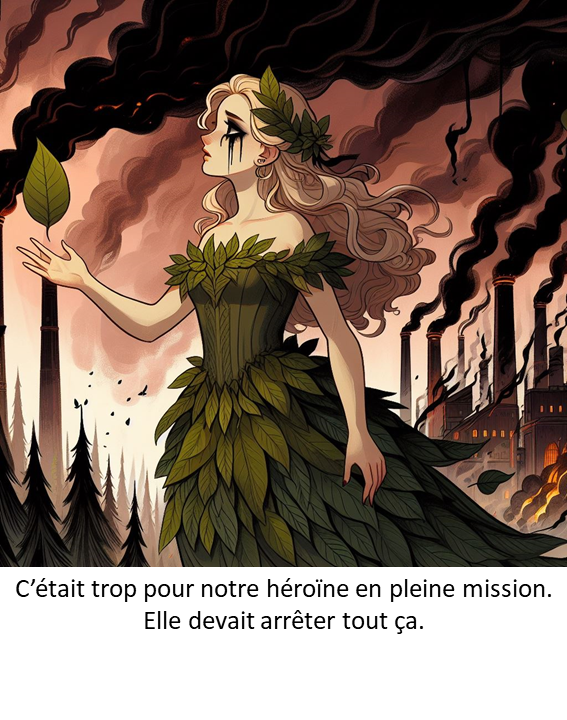 C’était trop pour notre héroïne en pleine mission.
Elle devait arrêter tout ça.